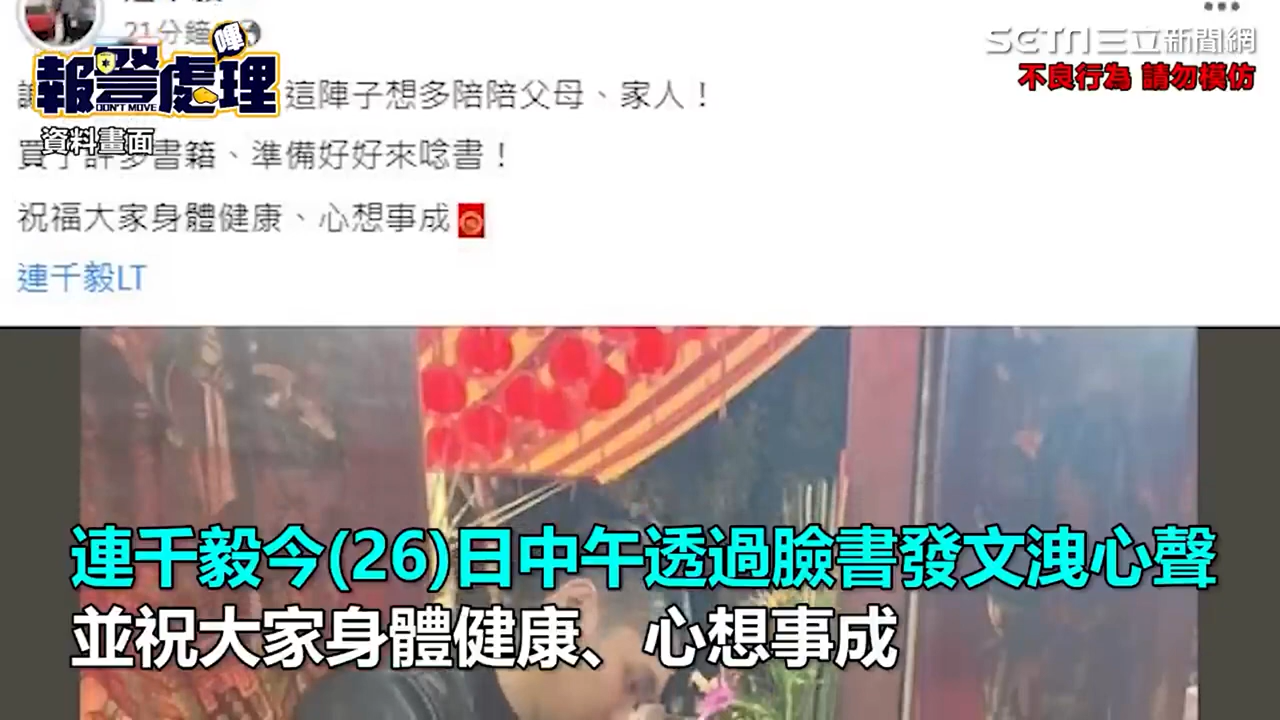 21分鐘
SETN三立新聞網
不良行為 請勿模仿
嗶
報告處理
DON'T MOVE
資料畫面
這陣子想多陪陪父母、家人！
買了許多書籍、準備好好來唸書！
祝福大家身體健康、心想事成
連千毅LT
連千毅今(26)日中午透過臉書發文洩心聲
並祝大家身體健康、心想事成